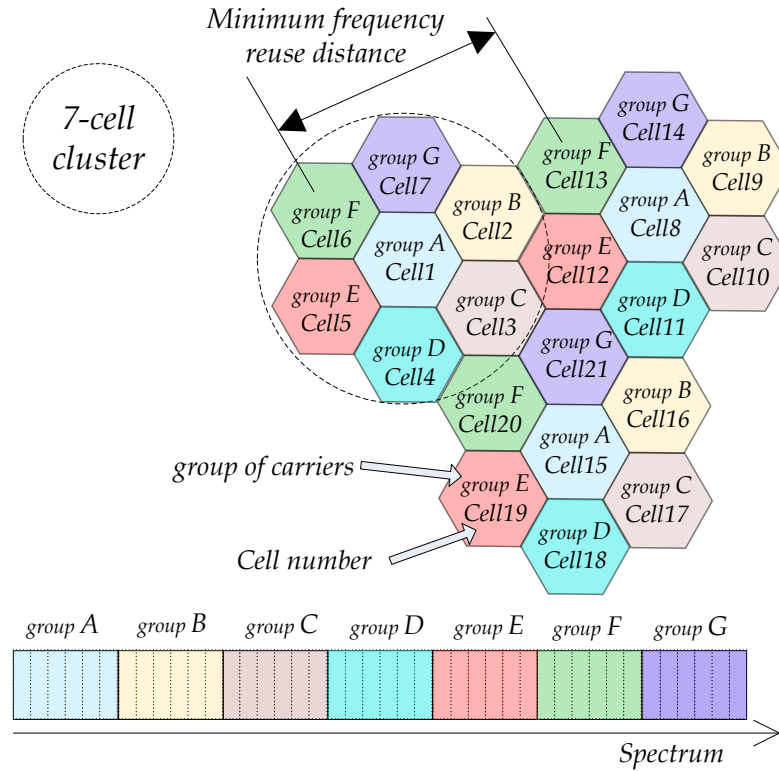 Minimum frequency
reuse distance
7-cell
cluster
group G
Cell14
group F
Cell13
group B
Cell9
group G
Cell7
group A
Cell8
group B
Cell2
group F
Cell6
group E
Cell12
group C
Cell10
group A
Cell1
group E
Cell5
group C
Cell3
group D
Cell11
group G
Cell21
group D
Cell4
group B
Cell16
group F
Cell20
group A
Cell15
group of carriers
group E
Cell19
group C
Cell17
group D
Cell18
Cell number
group A group B group C group D group E group F group G
Spectrum